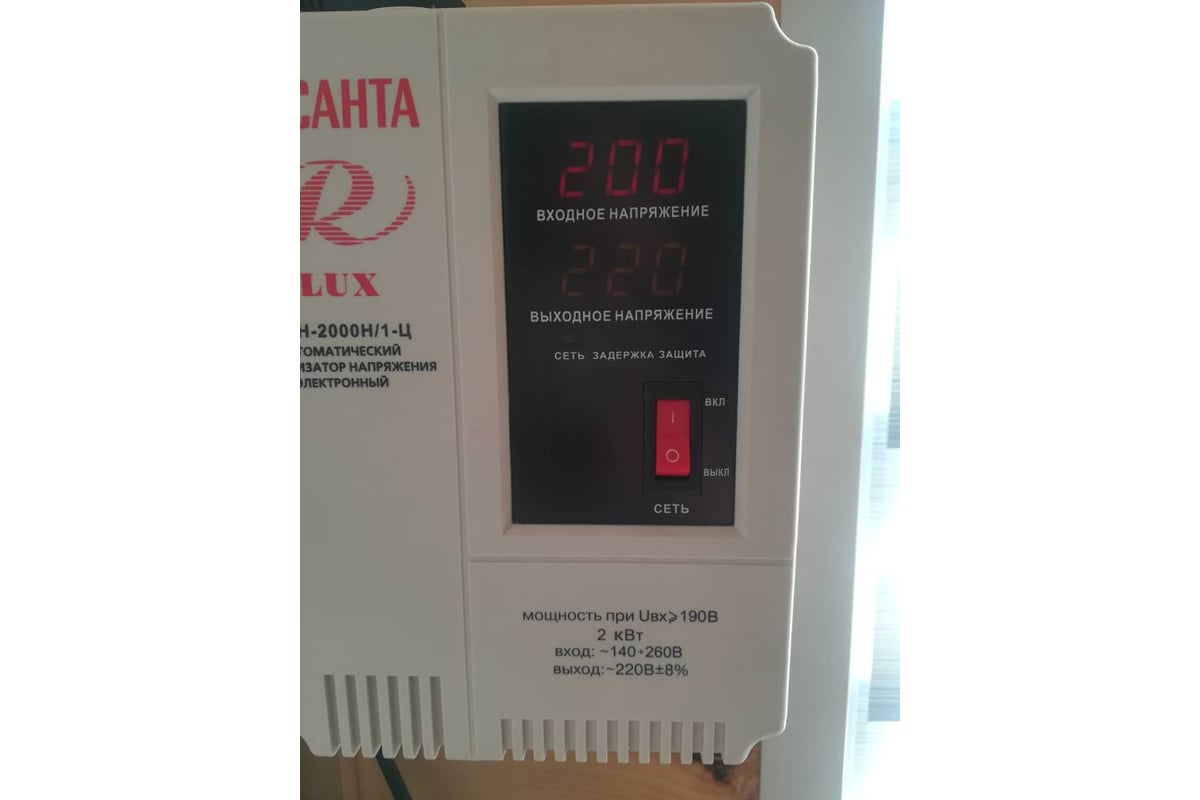 САНТА
R
LUX
Н-2000Н/1-Ц
ТОМАТИЧЕСКИЙ
ИЗАТОР НАПРЯЖЕНИЯ
ЭЛЕКТРОННЫЙ
200
ВХОДНОЕ НАПРЯЖЕНИЕ
220
ВЫХОДНОЕ НАПРЯЖЕНИЕ
СЕТЬ ЗАДЕРЖКА ЗАЩИТА
ВКЛ
I
O
ВЫКЛ
СЕТЬ
мощность при Uвх⩾190В
2 кВт
вход: ~140÷260В
выход:~220В±8%